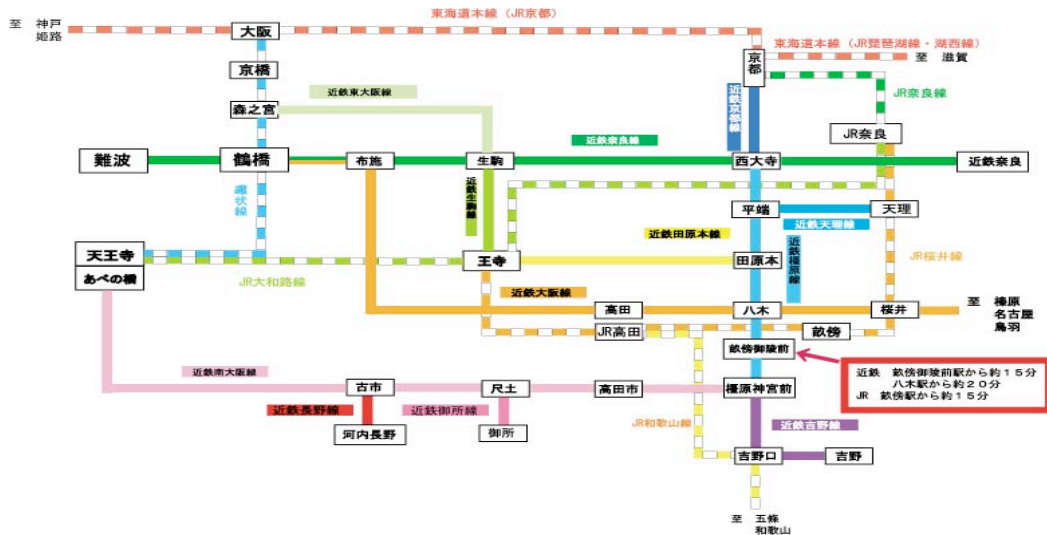 東海道本線（JR京都）
至 神戸
姫路
大阪
東海道本線（JR琵琶湖線・湖西線）
至 滋賀
京都
京橋
近鉄東大阪線
近鉄京都線
JR奈良線
森之宮
JR奈良
近鉄奈良線
難波
鶴橋
布施
生駒
西大寺
近鉄奈良
環状線
近鉄生駒線
平端
近鉄天理線
天理
近鉄田原本線
近鉄橿原線
天王寺
あべの橋
王寺
田原本
JR桜井線
JR大和路線
近鉄大阪線
高田
八木
桜井
至 榛原
名古屋
鳥羽
JR高田
畝傍
畝傍御陵前
近鉄 畝傍御陵前駅から約１５分
八木駅から約２０分
JR 畝傍駅から約１５分
近鉄南大阪線
古市
尺土
高田市
橿原神宮前
近鉄長野線
近鉄御所線
JR和歌山線
近鉄吉野線
河内長野
御所
吉野口
吉野
至 五條
和歌山